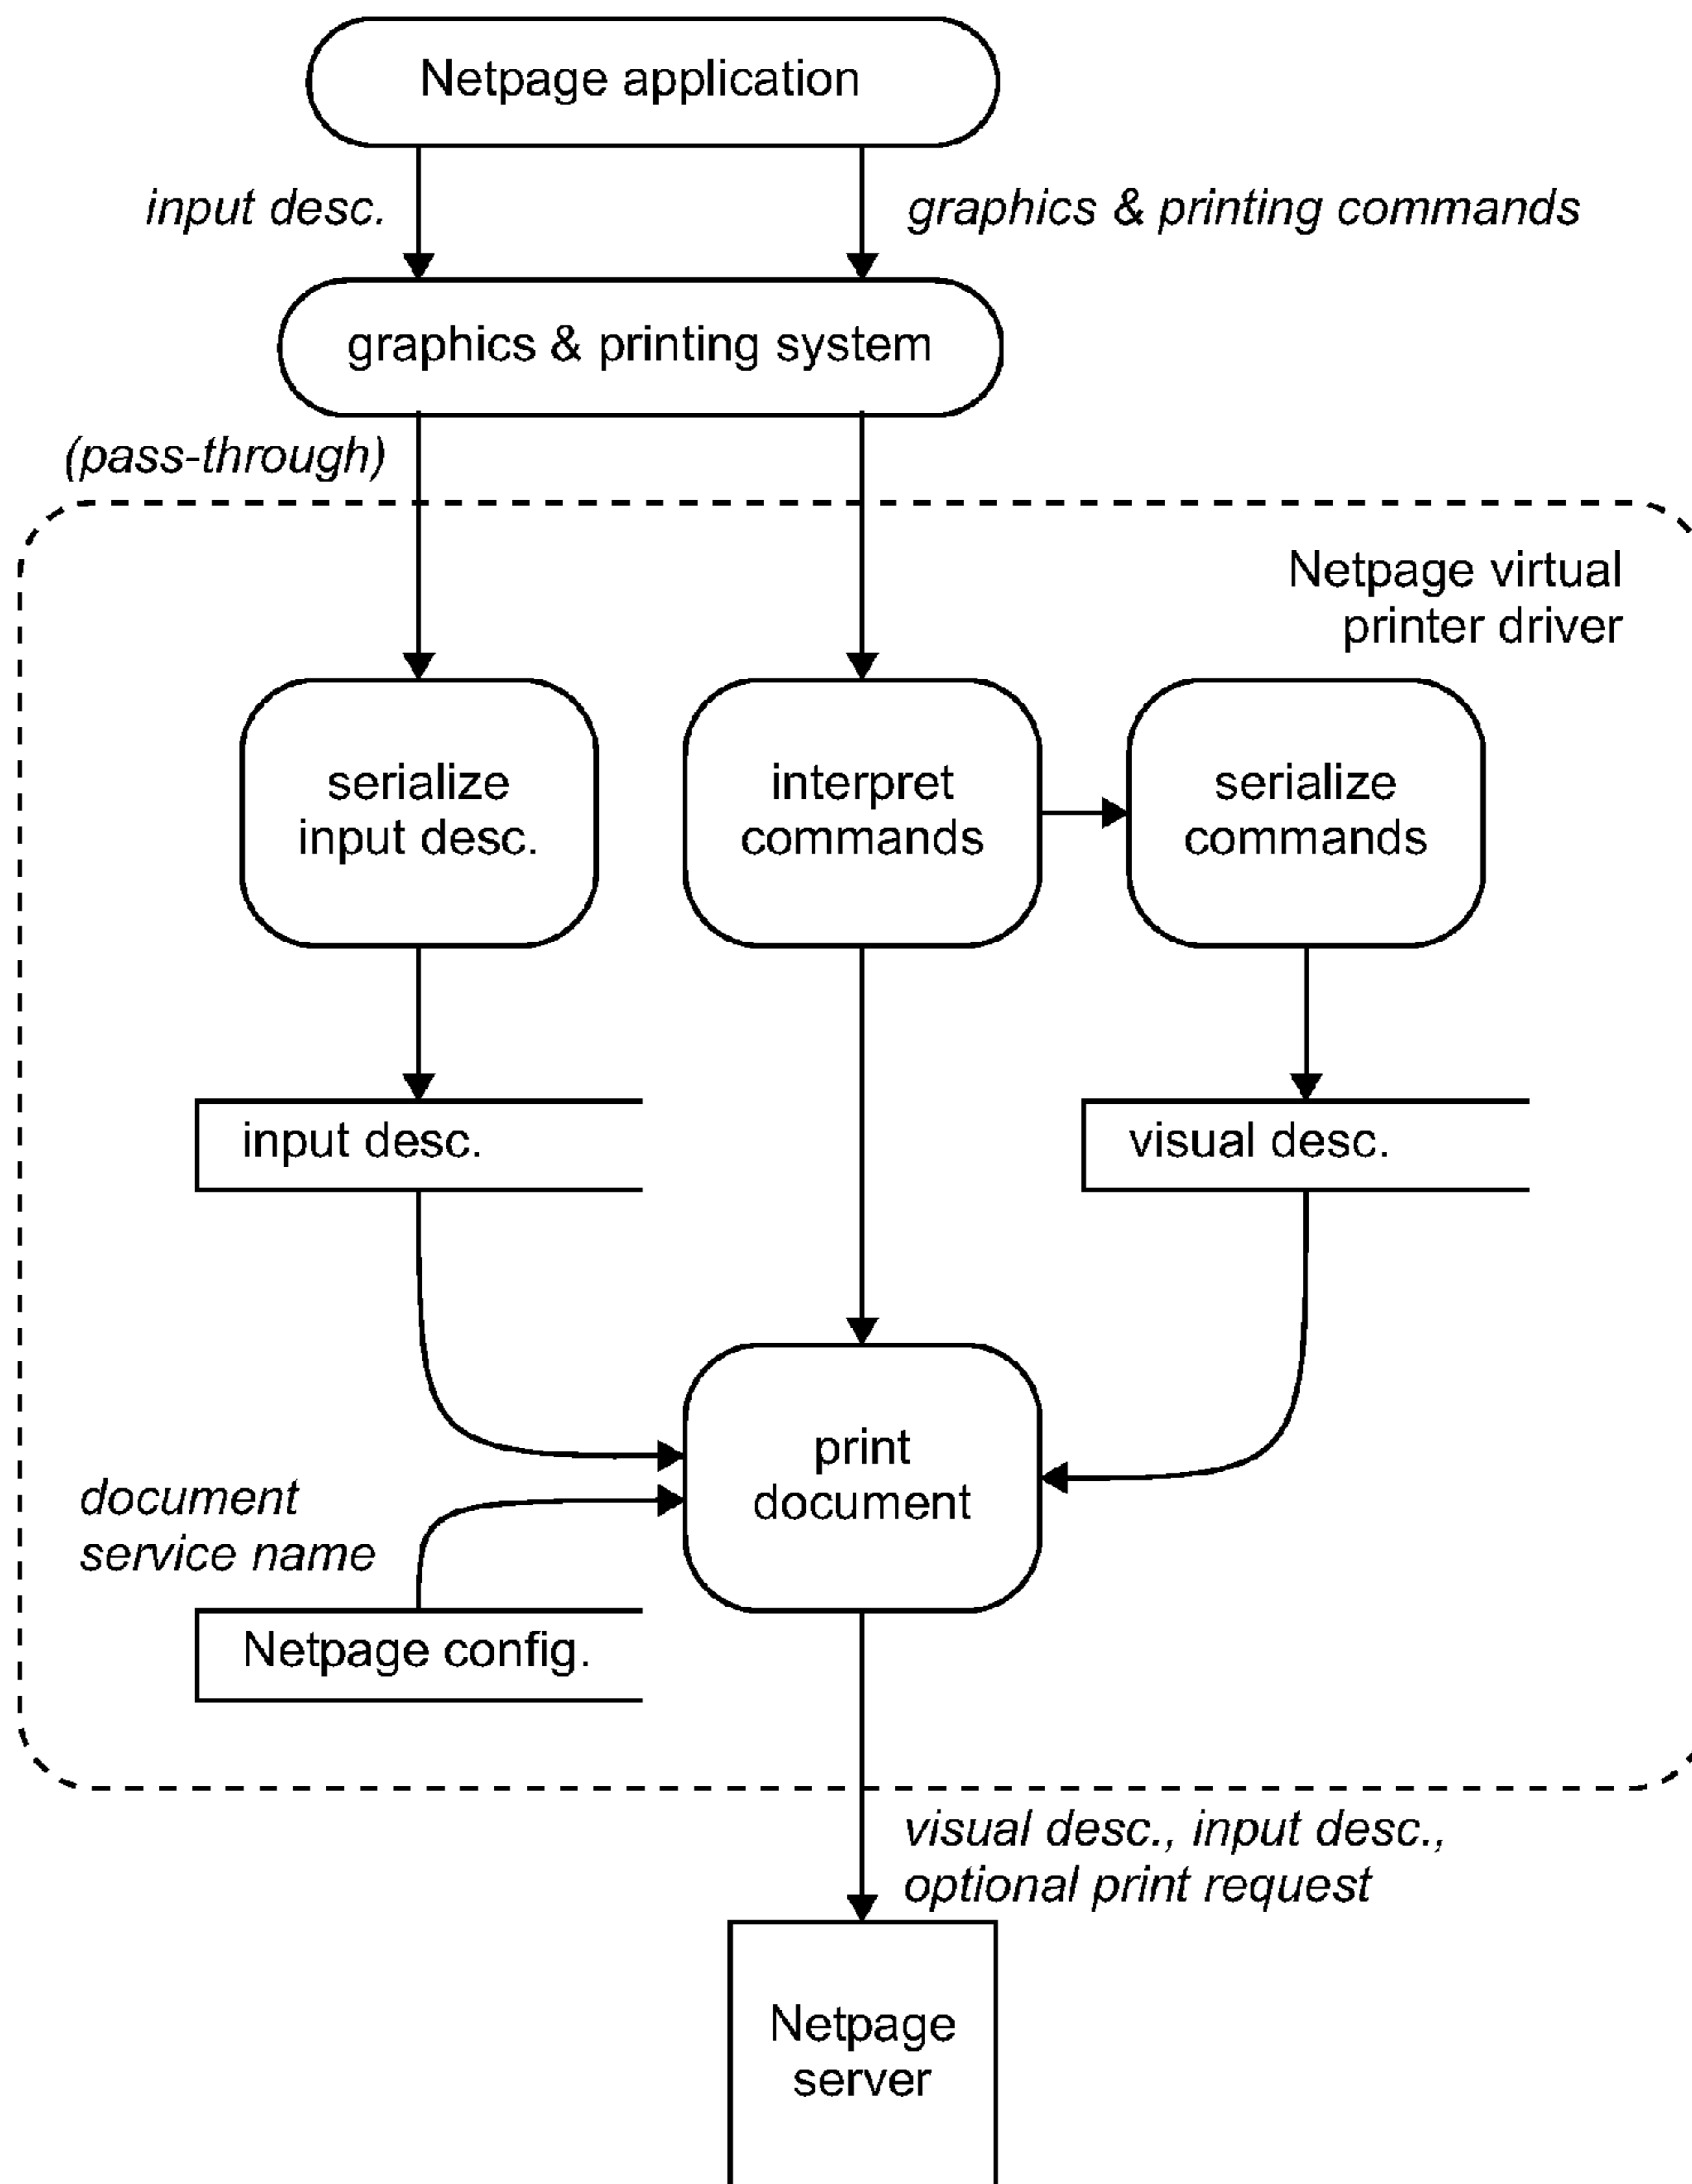 Netpage application
input desc.
graphics & printing commands
graphics & printing system
(pass-through)
Netpage virtual
printer driver
serialize
input desc.
interpret
commands
serialize
commands
input desc.
visual desc.
print
document
document
service name
Netpage config.
visual desc., input desc.,
optional print request
Netpage
server